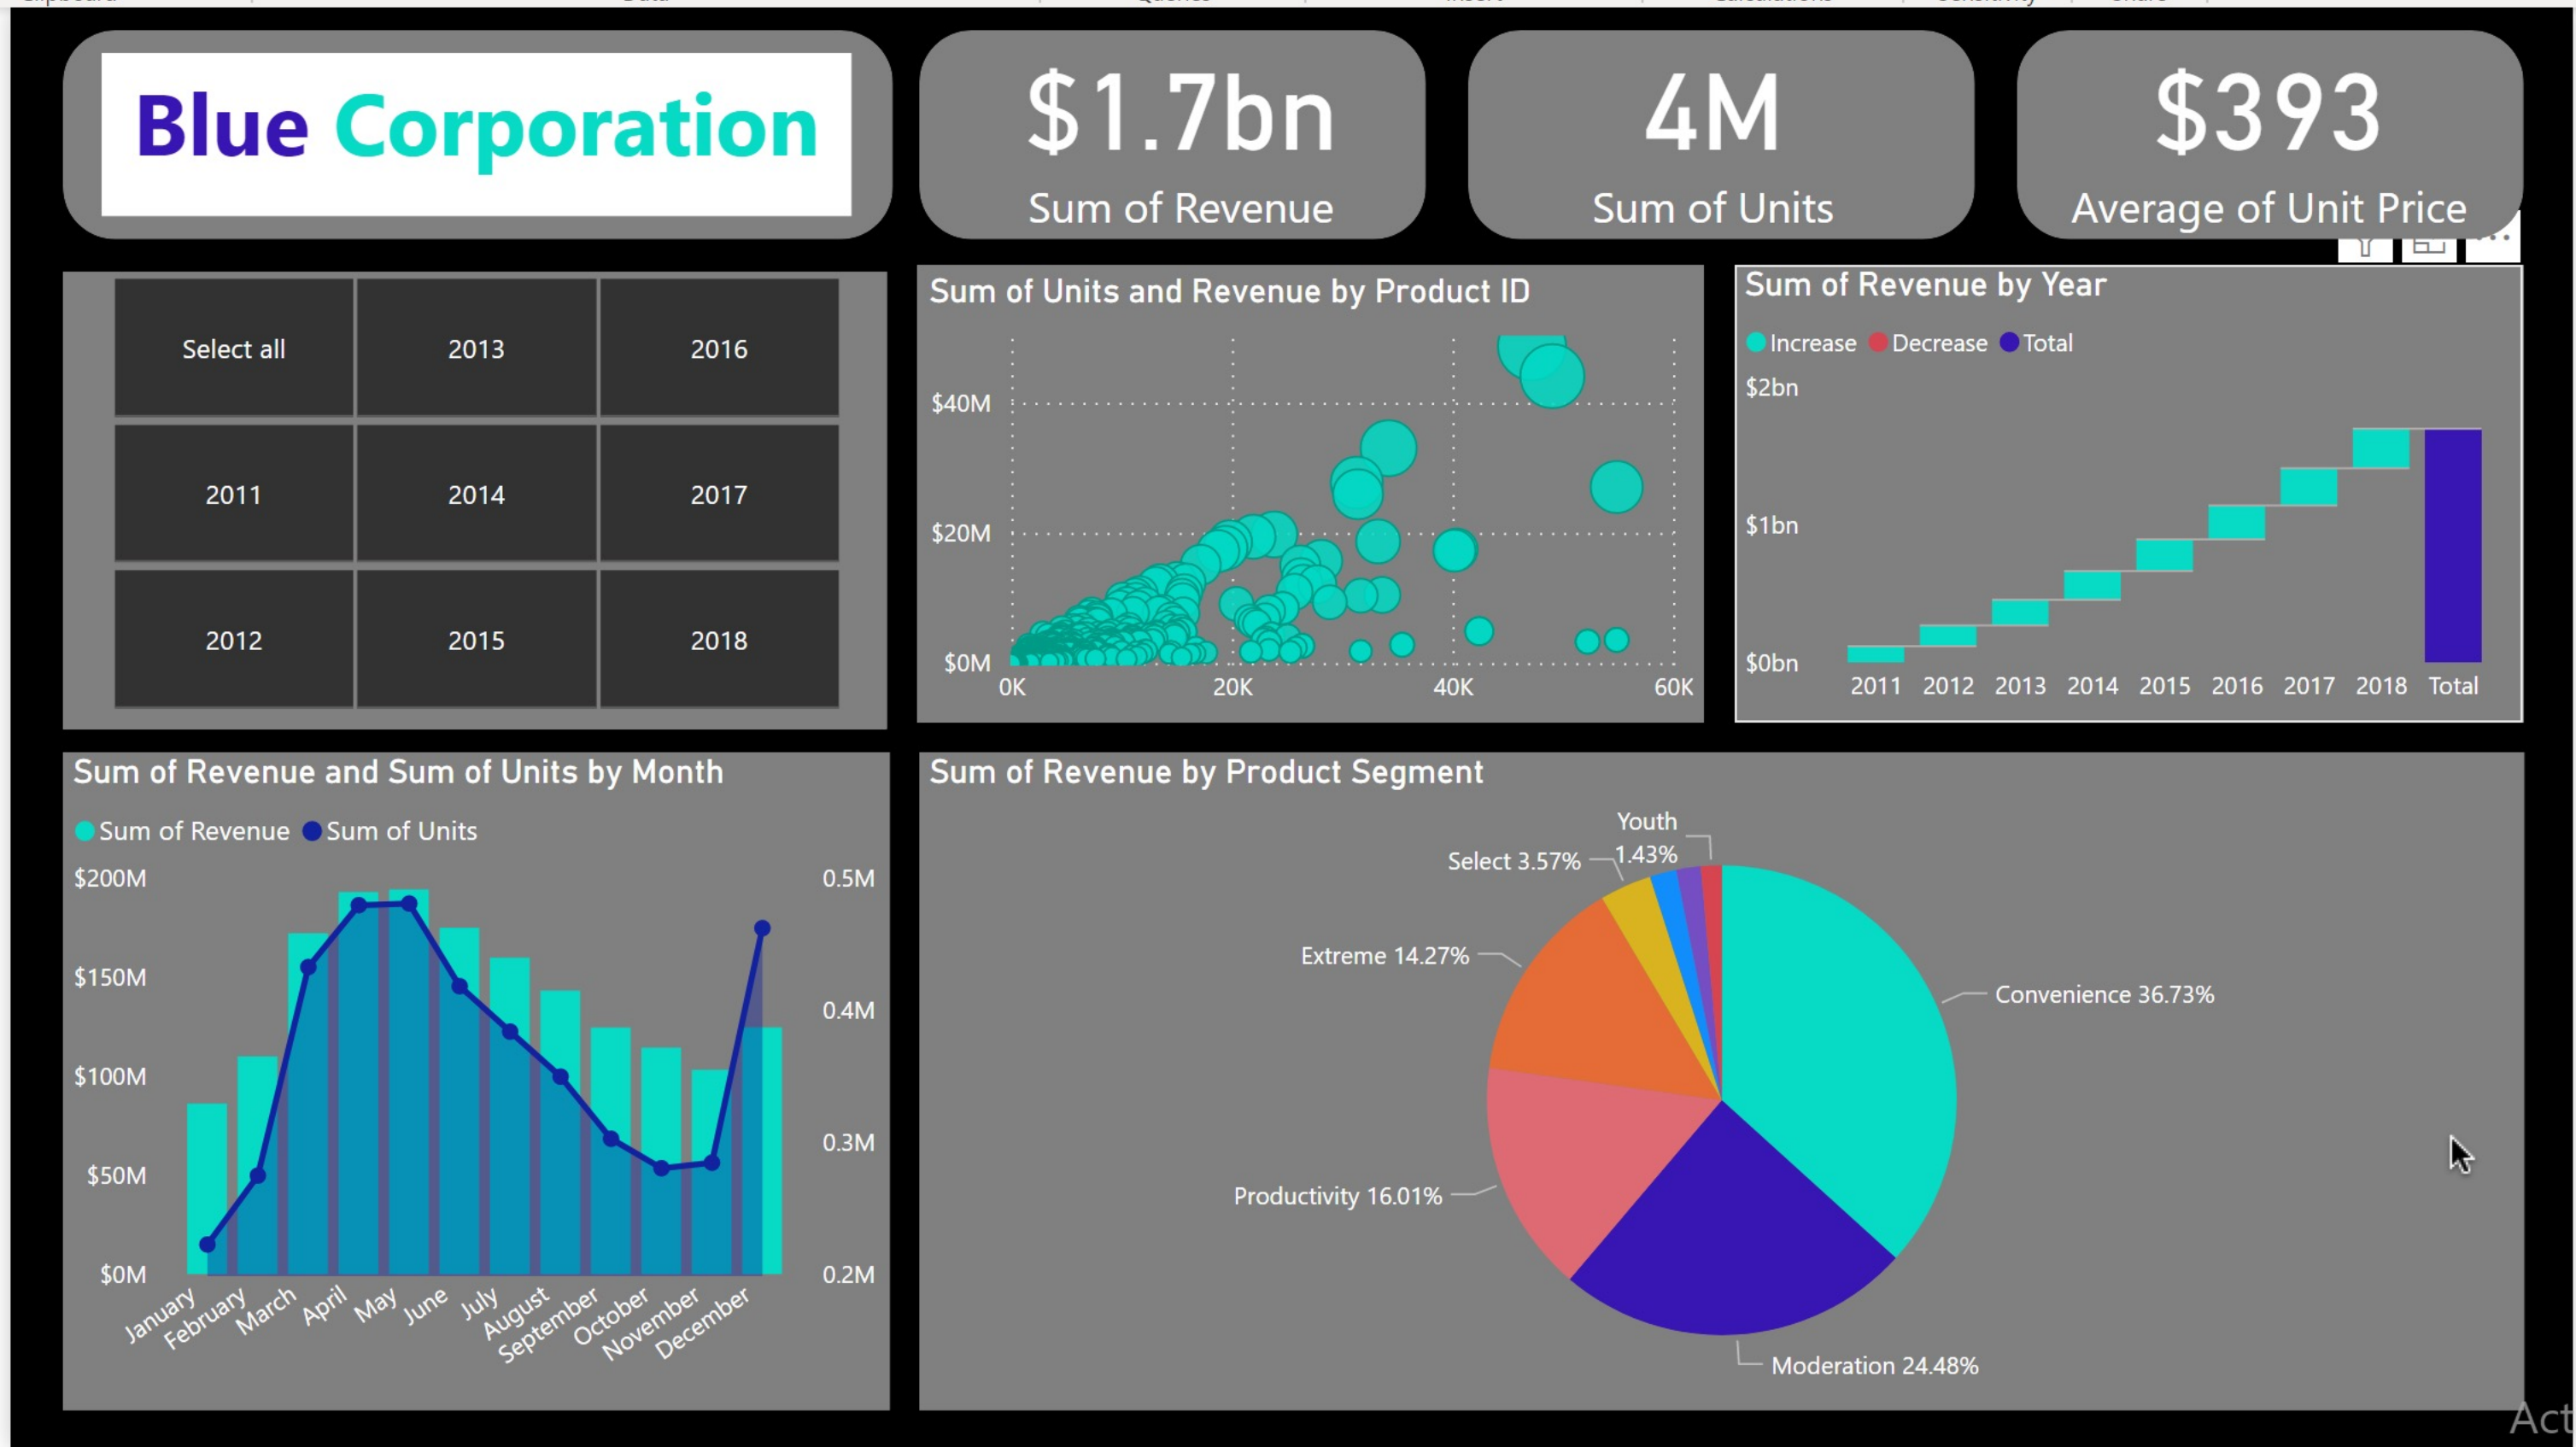 Blue Corporation
$1.7bn
Sum of Revenue
4M
Sum of Units
$393
Average of Unit Price
Select all
2013
2016
2011
2014
2017
2012
2015
2018
Sum of Units and Revenue by Product ID
$40M
$20M
$0M
0K
20K
40K
60K
Sum of Revenue by Year
Increase
Decrease
Total
$2bn
$1bn
$0bn
2011
2012
2013
2014
2015
2016
2017
2018
Total
Sum of Revenue and Sum of Units by Month
Sum of Revenue
Sum of Units
$200M
$150M
$100M
$50M
$0M
0.5M
0.4M
0.3M
0.2M
January
February
March
April
May
June
July
August
September
October
November
December
Sum of Revenue by Product Segment
Youth
1.43%
Select 3.57%
Extreme 14.27%
Convenience 36.73%
Productivity 16.01%
Moderation 24.48%
Act